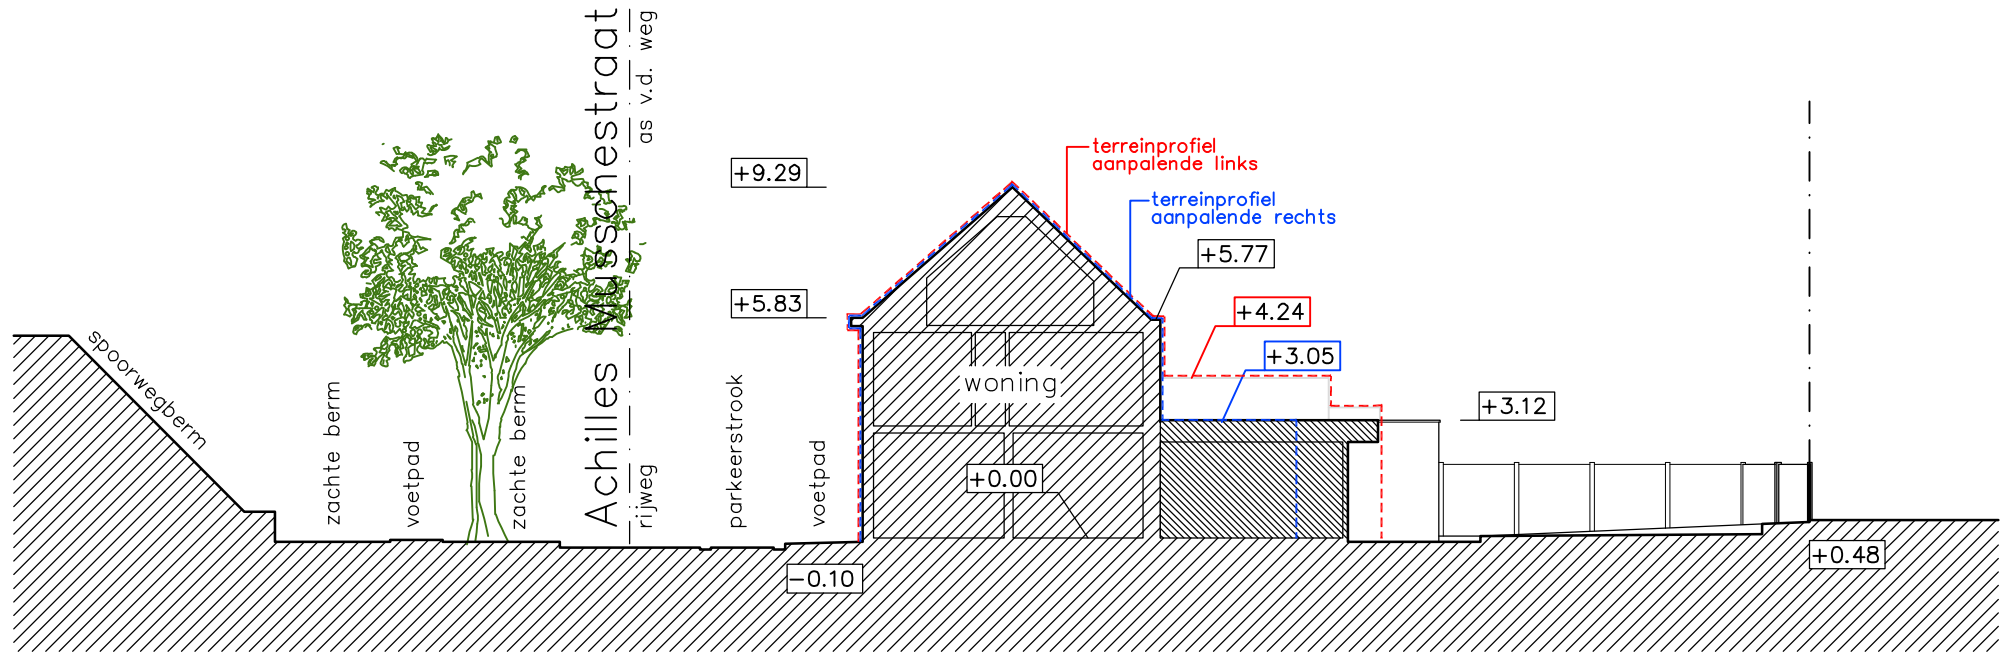 spoorwegberm
zachte berm
voetpad
zachte berm
Achilles Musschestraat
as v.d. weg
rijweg
parkeerstrook
voetpad
+9.29
+5.83
-0.10
terreinprofiel
aanpalende links
terreinprofiel
aanpalende rechts
+5.77
+4.24
+3.05
+3.12
woning
+0.00
+0.48